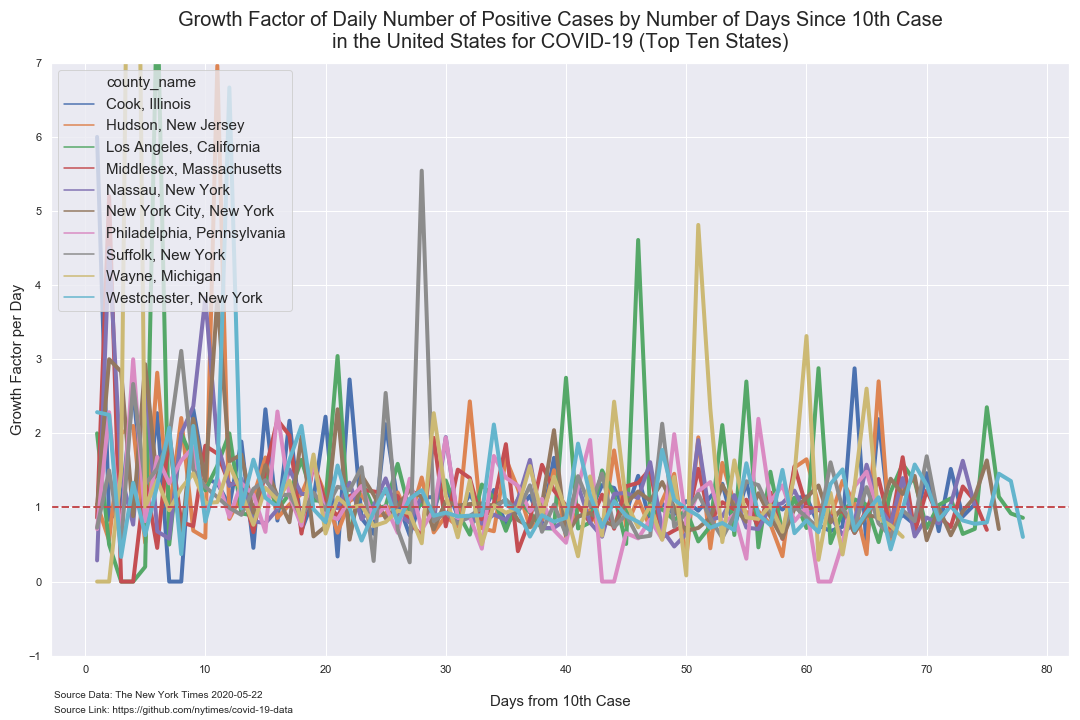 Growth Factor of Daily Number of Positive Cases by Number of Days Since 10th Case
in the United States for COVID-19 (Top Ten States)
7
6
5
4
3
2
1
0
−1
Growth Factor per Day
county_name
Cook, Illinois
Hudson, New Jersey
Los Angeles, California
Middlesex, Massachusetts
Nassau, New York
New York City, New York
Philadelphia, Pennsylvania
Suffolk, New York
Wayne, Michigan
Westchester, New York
0 10 20 30 40 50 60 70 80
Days from 10th Case
Source Data: The New York Times 2020-05-22
Source Link: https://github.com/nytimes/covid-19-data